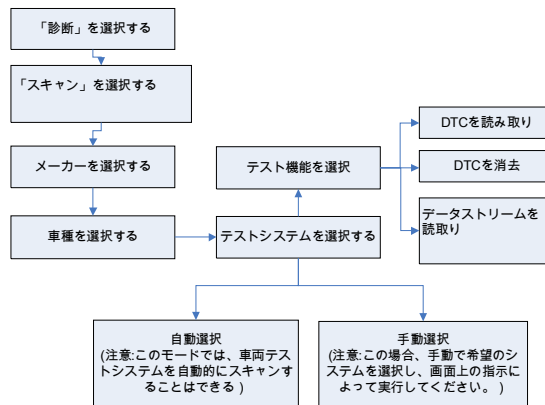 「診断」を選択する
「スキャン」を選択する
メーカーを選択する
車種を選択する
テスト機能を選択
テストシステムを選択する
DTCを読み取り
DTCを消去
データストリームを
読取り
自動選択
(注意:このモードでは、車両テス
トシステムを自動的にスキャンす
ることはできる )
手動選択
(注意:この場合、手動で希望のシ
ステムを選択し、画面上の指示に
よって実行してください。 )